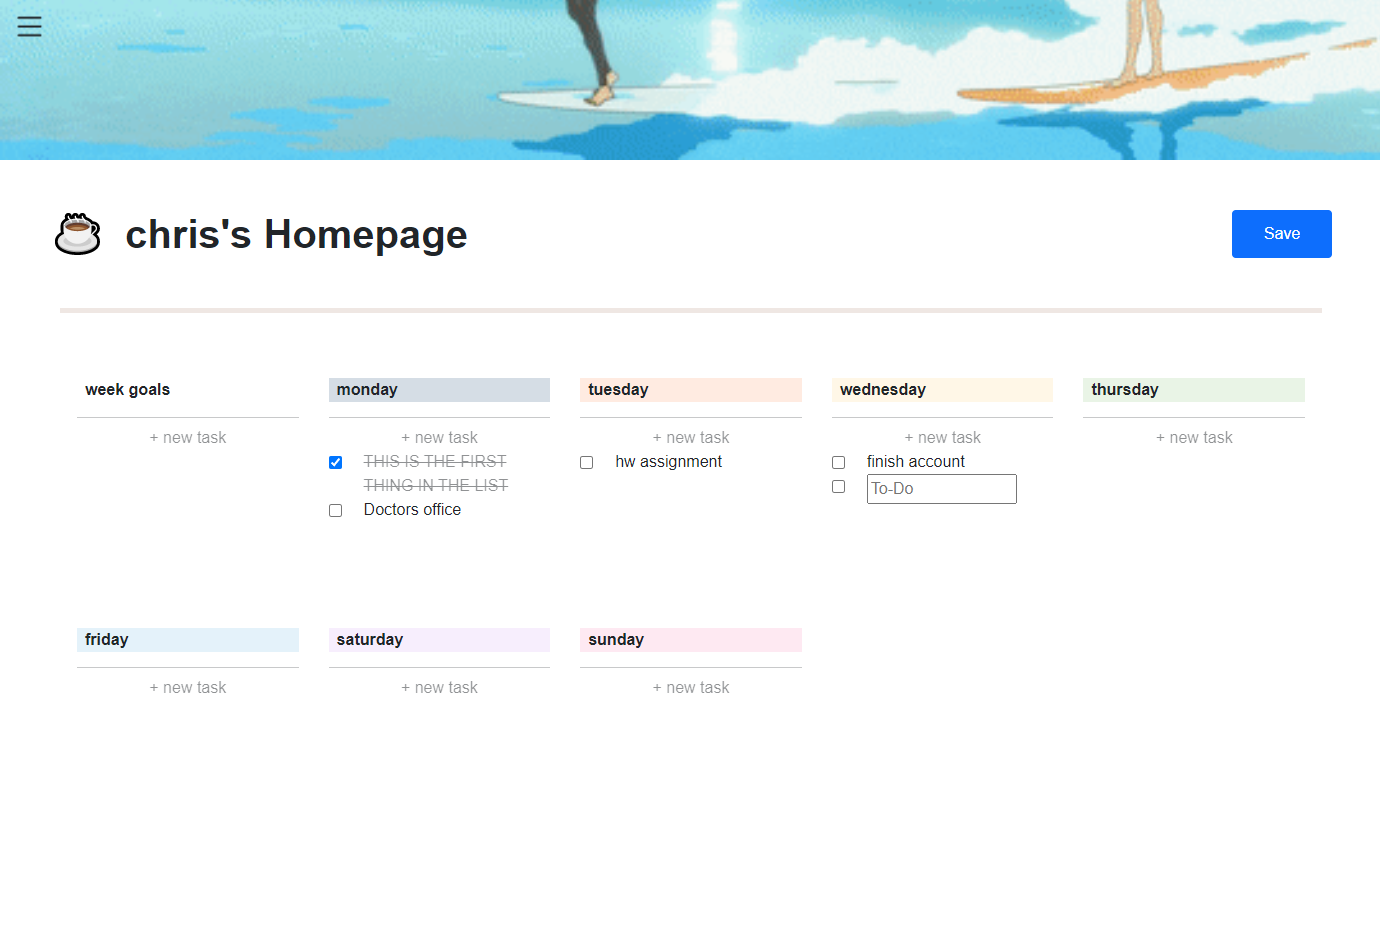 chris's Homepage
Save
week goals
+ new task
monday
+ new task
THIS IS THE FIRST
THING IN THE LIST
Doctors office
tuesday
+ new task
hw assignment
wednesday
+ new task
finish account
To-Do
thursday
+ new task
friday
+ new task
saturday
+ new task
sunday
+ new task